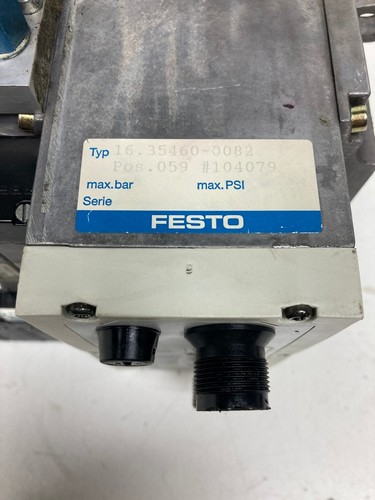 Typ 16.35460-0082
Pos.059 #104079
max.bar max.PSI
Serie
FESTO